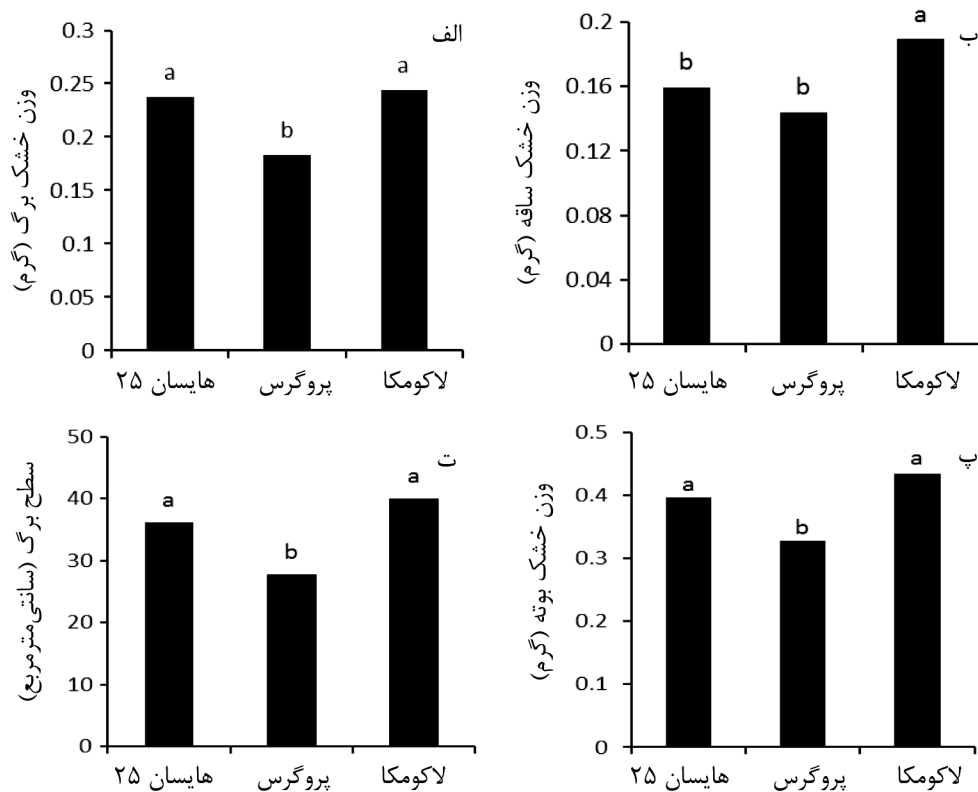 الف
وزن خشک برگ (گرم)
0.3
0.25
0.2
0.15
0.1
0.05
0
a
b
a
هایسان ۲۵
پروگرس
لاکومکا
ب
وزن خشک ساقه (گرم)
0.2
0.16
0.12
0.08
0.04
0
b
b
a
هایسان ۲۵
پروگرس
لاکومکا
ت
سطح برگ (سانتی‌مترمربع)
50
40
30
20
10
0
a
b
a
هایسان ۲۵
پروگرس
لاکومکا
پ
وزن خشک بوته (گرم)
0.5
0.4
0.3
0.2
0.1
0
a
b
a
هایسان ۲۵
پروگرس
لاکومکا